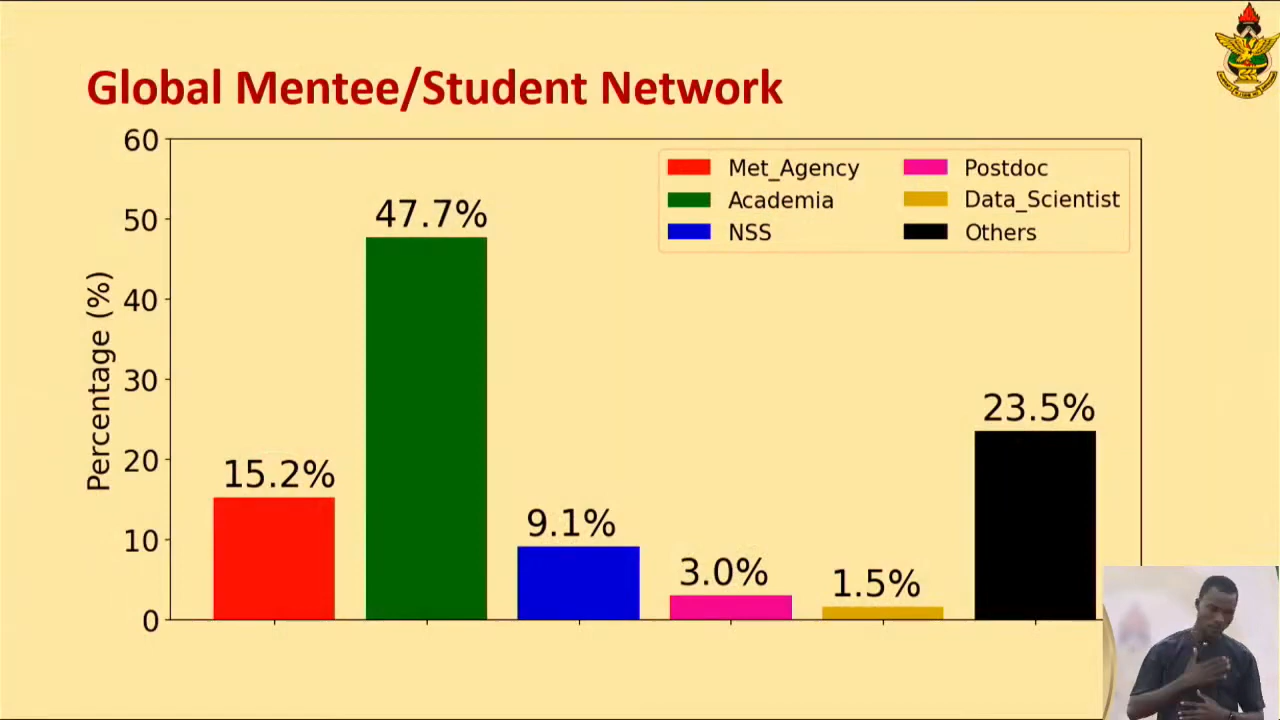 Global Mentee/Student Network
60
50
40
30
20
10
0
Percentage (%)
Met_Agency
Academia
NSS
Postdoc
Data_Scientist
Others
15.2%
47.7%
9.1%
3.0%
1.5%
23.5%